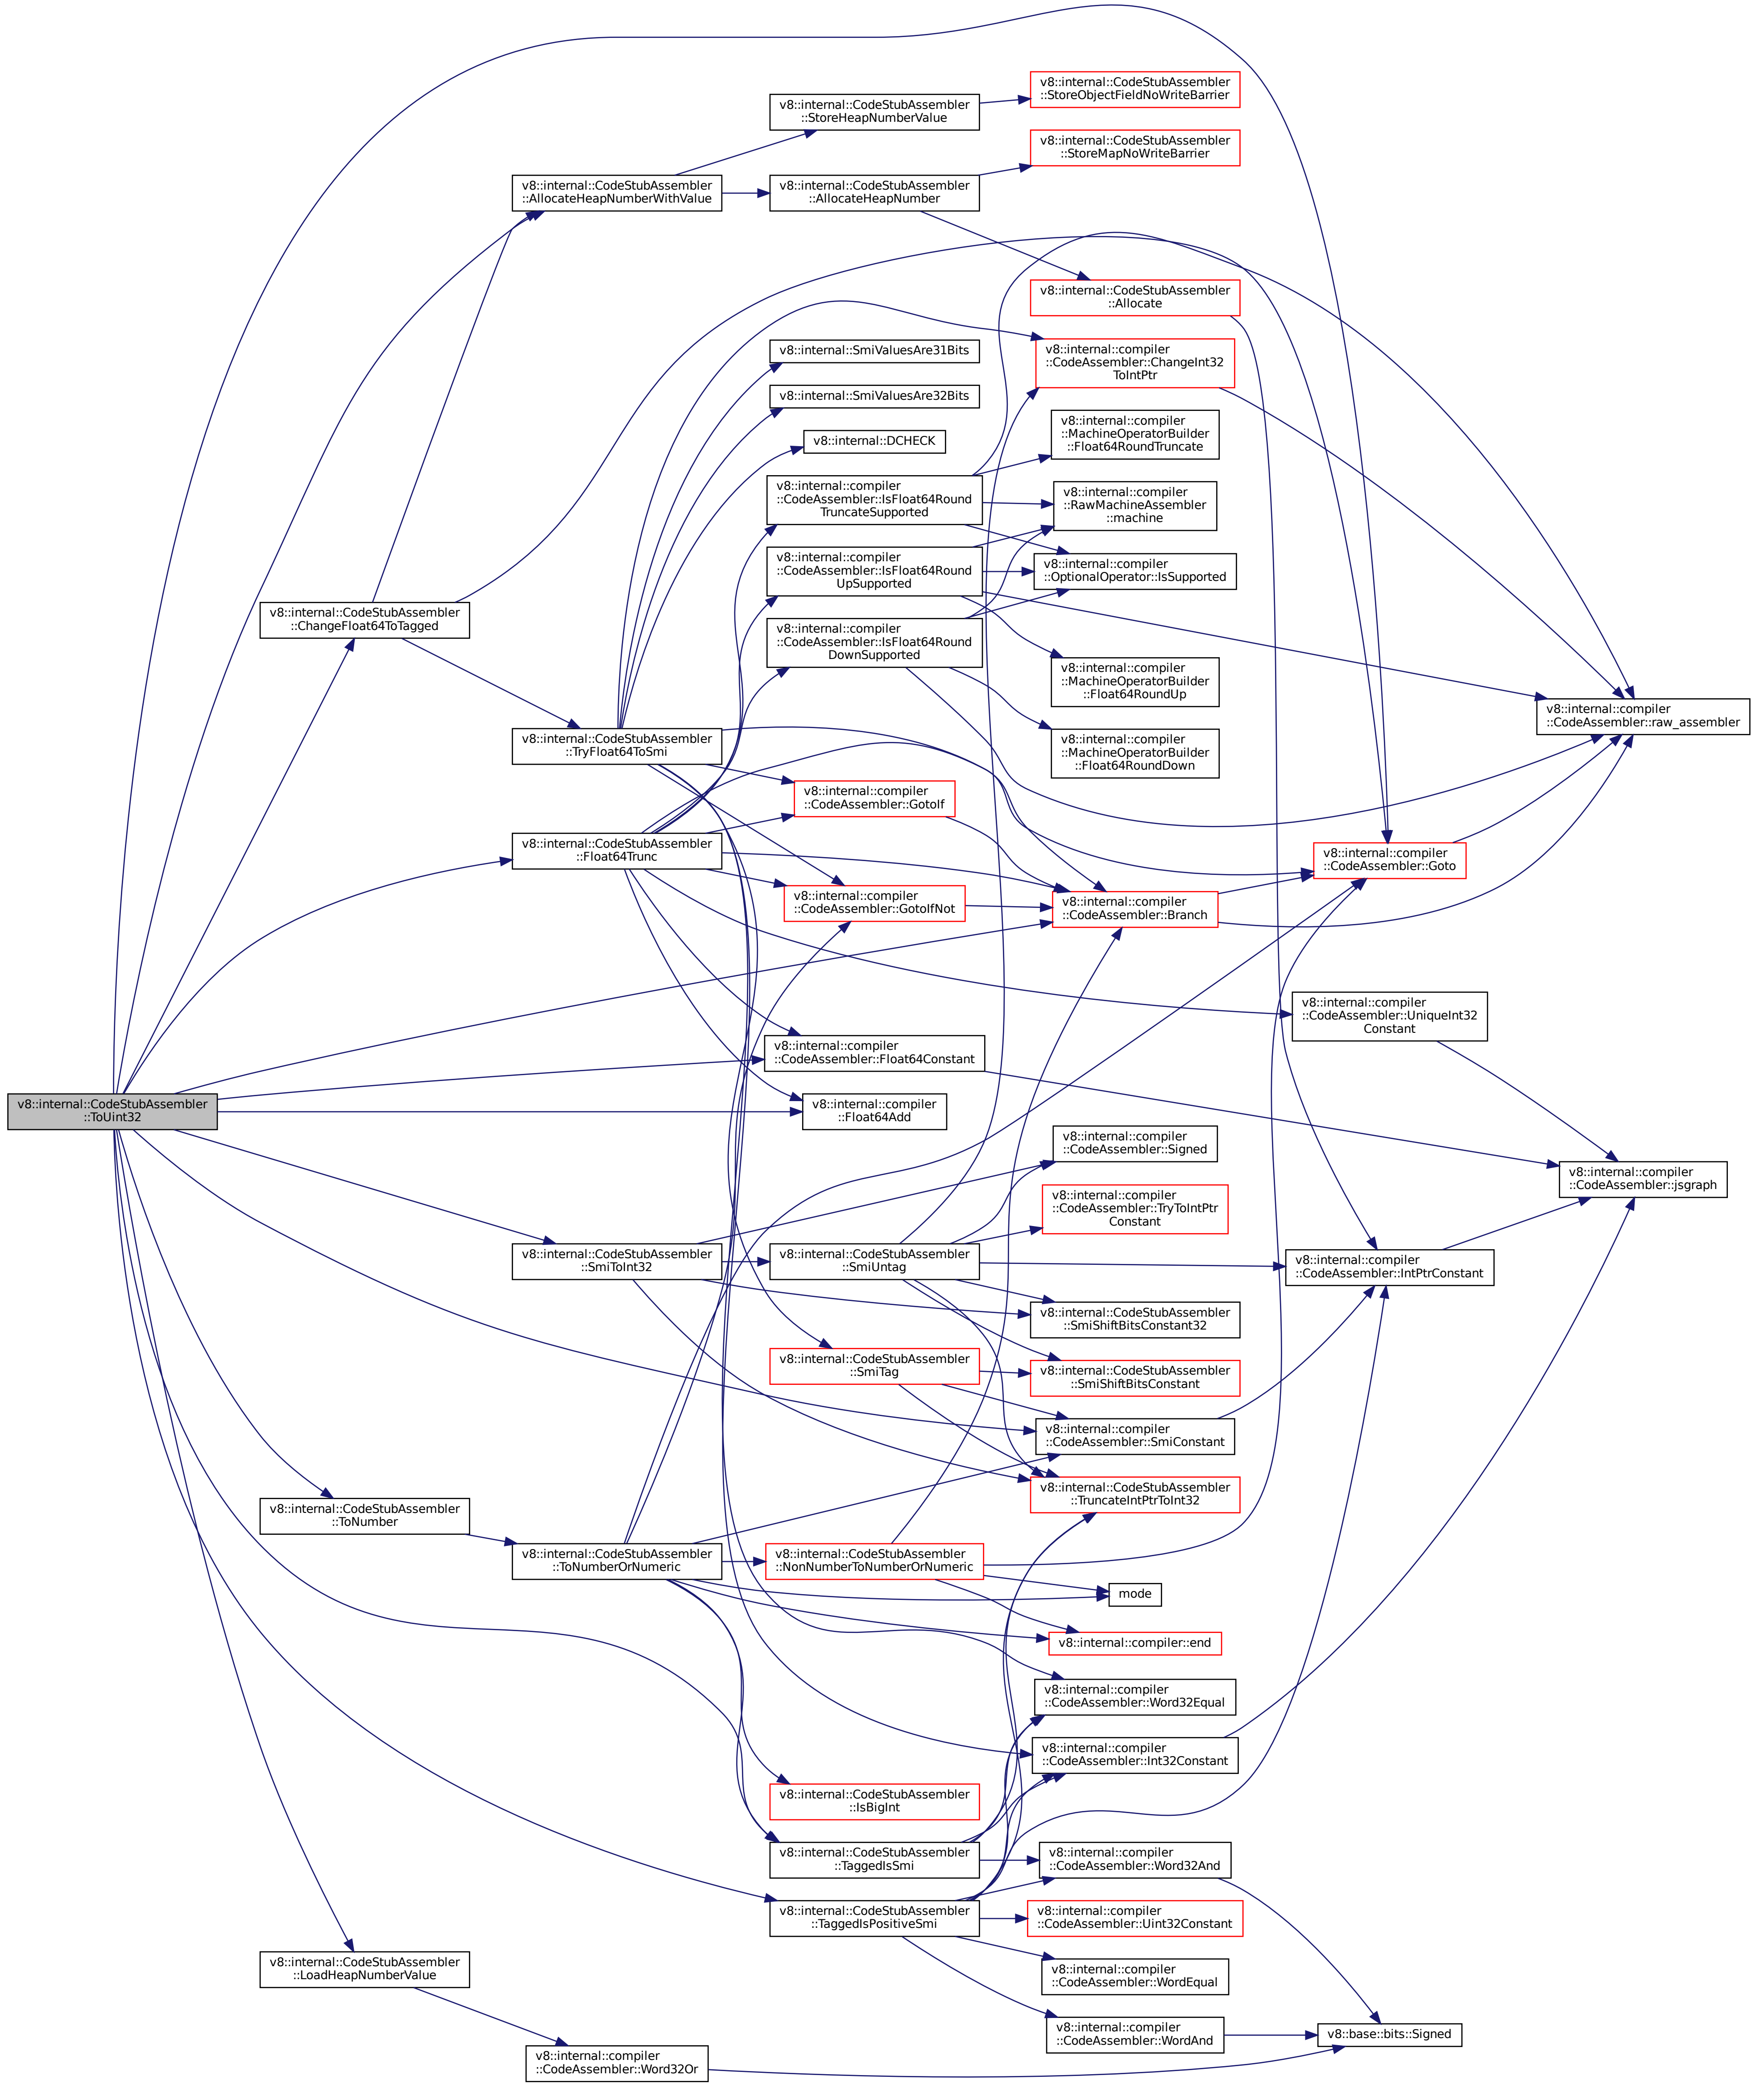 v8::internal::CodeStubAssembler
::ToUint32
v8::internal::CodeStubAssembler
::ChangeFloat64ToTagged
v8::internal::CodeStubAssembler
::ToNumber
v8::internal::CodeStubAssembler
::LoadHeapNumberValue
v8::internal::CodeStubAssembler
::AllocateHeapNumberWithValue
v8::internal::CodeStubAssembler
::TryFloat64ToSmi
v8::internal::CodeStubAssembler
::Float64Trunc
v8::internal::CodeStubAssembler
::SmiToInt32
v8::internal::CodeStubAssembler
::ToNumberOrNumeric
v8::internal::compiler
::CodeAssembler::Word32Or
v8::internal::CodeStubAssembler
::StoreHeapNumberValue
v8::internal::CodeStubAssembler
::AllocateHeapNumber
v8::internal::SmiValuesAre31Bits
v8::internal::SmiValuesAre32Bits
v8::internal::DCHECK
v8::internal::compiler
::CodeAssembler::IsFloat64Round
TruncateSupported
v8::internal::compiler
::CodeAssembler::IsFloat64Round
UpSupported
v8::internal::compiler
::CodeAssembler::IsFloat64Round
DownSupported
v8::internal::compiler
::CodeAssembler::GotoIf
v8::internal::compiler
::CodeAssembler::GotoIfNot
v8::internal::compiler
::CodeAssembler::Float64Constant
v8::internal::compiler
::Float64Add
v8::internal::CodeStubAssembler
::SmiUntag
v8::internal::CodeStubAssembler
::SmiTag
v8::internal::CodeStubAssembler
::NonNumberToNumberOrNumeric
v8::internal::CodeStubAssembler
::IsBigInt
v8::internal::CodeStubAssembler
::TaggedIsSmi
v8::internal::CodeStubAssembler
::TaggedIsPositiveSmi
v8::internal::CodeStubAssembler
::StoreObjectFieldNoWriteBarrier
v8::internal::CodeStubAssembler
::StoreMapNoWriteBarrier
v8::internal::CodeStubAssembler
::Allocate
v8::internal::compiler
::CodeAssembler::ChangeInt32
ToIntPtr
v8::internal::compiler
::MachineOperatorBuilder
::Float64RoundTruncate
v8::internal::compiler
::RawMachineAssembler
::machine
v8::internal::compiler
::OptionalOperator::IsSupported
v8::internal::compiler
::MachineOperatorBuilder
::Float64RoundUp
v8::internal::compiler
::MachineOperatorBuilder
::Float64RoundDown
v8::internal::compiler
::CodeAssembler::Branch
v8::internal::compiler
::CodeAssembler::Signed
v8::internal::compiler
::CodeAssembler::TryToIntPtr
Constant
v8::internal::CodeStubAssembler
::SmiShiftBitsConstant32
v8::internal::CodeStubAssembler
::SmiShiftBitsConstant
v8::internal::compiler
::CodeAssembler::SmiConstant
v8::internal::CodeStubAssembler
::TruncateIntPtrToInt32
mode
v8::internal::compiler::end
v8::internal::compiler
::CodeAssembler::Word32Equal
v8::internal::compiler
::CodeAssembler::Int32Constant
v8::internal::compiler
::CodeAssembler::Word32And
v8::internal::compiler
::CodeAssembler::Uint32Constant
v8::internal::compiler
::CodeAssembler::WordEqual
v8::internal::compiler
::CodeAssembler::WordAnd
v8::internal::compiler
::CodeAssembler::Goto
v8::internal::compiler
::CodeAssembler::UniqueInt32
Constant
v8::internal::compiler
::CodeAssembler::IntPtrConstant
v8::base::bits::Signed
v8::internal::compiler
::CodeAssembler::raw_assembler
v8::internal::compiler
::CodeAssembler::jsgraph